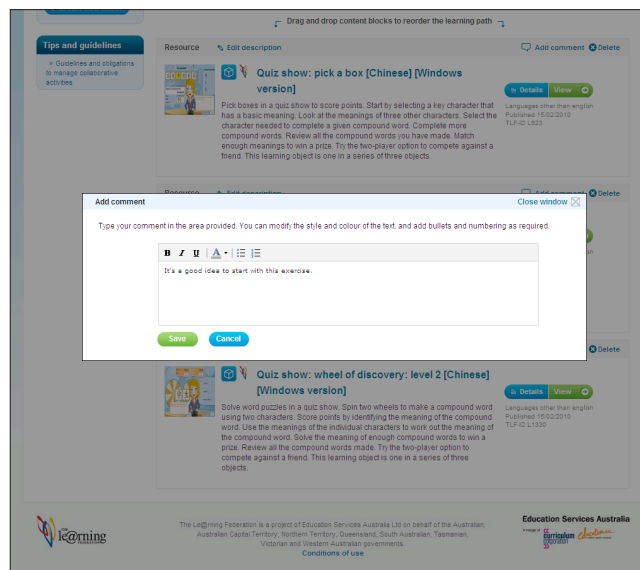 Drag and drop content blocks to reorder the learning path
Tips and guidelines
» Guidelines and obligations
to manage collaborative
activities.
Resource
Edit description
Add comment
Delete
Quiz show: pick a box [Chinese] [Windows
version]
Pick boxes in a quiz show to score points. Start by selecting a key character that
has a basic meaning. Look at the meanings of three other characters. Select the
character needed to complete a given compound word. Complete more
compound words. Review all the compound words you have made. Match
enough meanings to win a prize. Try the two-player option to compete against a
friend. This learning object is one in a series of three objects.
Details
View
Languages other than english
Published 15/02/2010
TLF-ID L823
Resource
Edit description
Add comment
Delete
Add comment
Close window
Type your comment in the area provided. You can modify the style and colour of the text, and add bullets and numbering as required.
B I U A
It's a good idea to start with this exercise.
Save
Cancel
Delete
Quiz show: wheel of discovery: level 2 [Chinese]
[Windows version]
Solve word puzzles in a quiz show. Spin two wheels to make a compound word
using two characters. Score points by identifying the meaning of the compound
word. Use the meanings of the individual characters to work out the meaning of
the compound word. Solve the meaning of enough compound words to win a
prize. Review all the compound words made. Try the two-player option to
compete against a friend. This learning object is one in a series of three
objects.
Details
View
Languages other than english
Published 15/02/2010
TLF-ID L1330
THE
le@rning
FEDERATION
The Le@rning Federation is a project of Education Services Australia Ltd on behalf of the Australian,
Australian Capital Territory, Northern Territory, Queensland, South Australian, Tasmanian,
Victorian and Western Australian governments.
Conditions of use
Education Services Australia
A merger of
curriculum
corporation